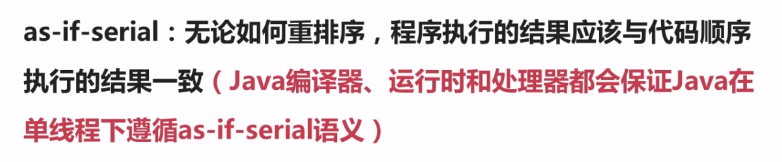 as-if-serial：无论如何重排序，程序执行的结果应该与代码顺序
执行的结果一致（Java编译器、运行时和处理器都会保证Java在
单线程下遵循as-if-serial语义）